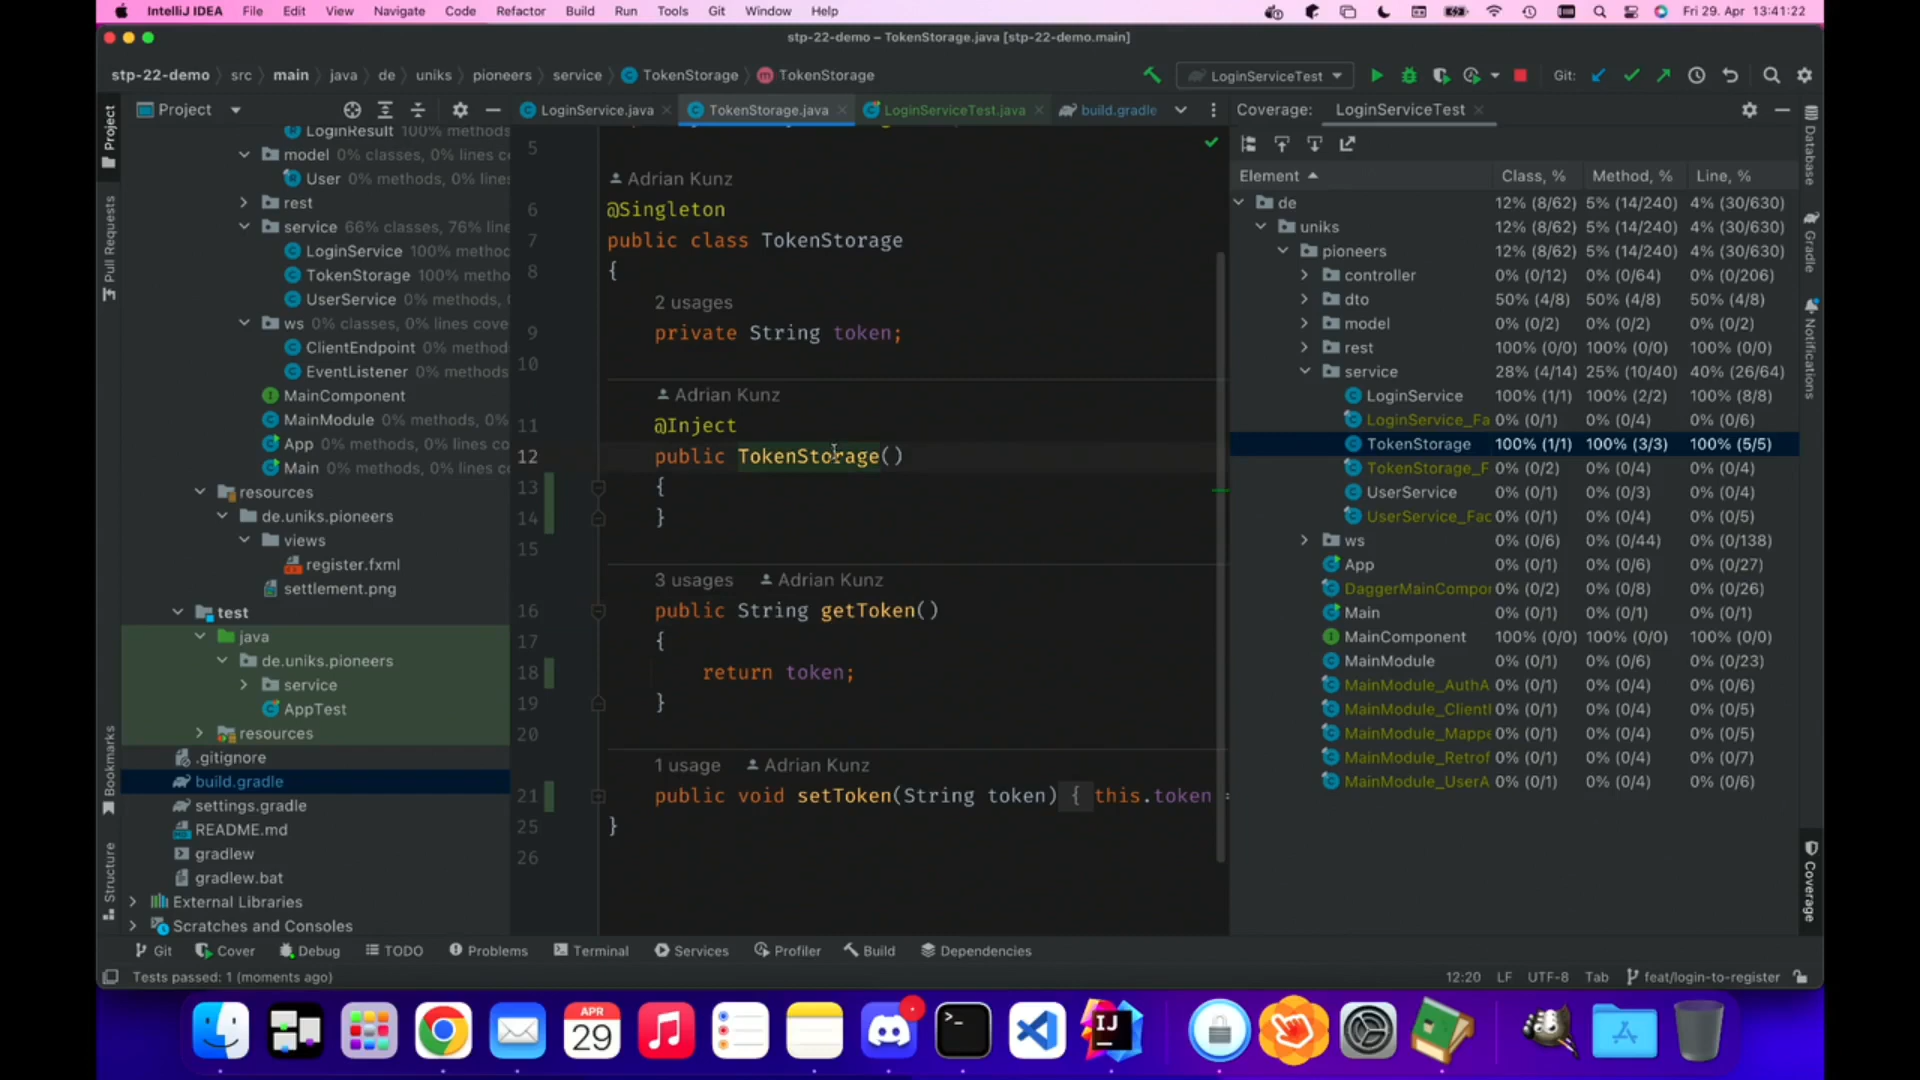 IntelliJ IDEA File Edit View Navigate Code Refactor Build Run Tools Git Window Help Fri 29. Apr 13:41:22
stp-22-demo – TokenStorage.java [stp-22-demo.main]
stp-22-demo src main java de uniks pioneers service TokenStorage TokenStorage
LoginServiceTest Git:
Project
LoginService.java TokenStorage.java LoginServiceTest.java build.gradle
Coverage: LoginServiceTest
Project
Pull Requests
Bookmarks
Structure
LoginResult 100% methods
model 0% classes, 0% lines co
User 0% methods, 0% lines
rest
service 66% classes, 76% line
LoginService 100% method
TokenStorage 100% metho
UserService 0% methods, 0
ws 0% classes, 0% lines cove
ClientEndpoint 0% method
EventListener 0% methods
MainComponent
MainModule 0% methods, 0%
App 0% methods, 0% lines co
Main 0% methods, 0% lines co
resources
de.uniks.pioneers
views
register.fxml
settlement.png
test
java
de.uniks.pioneers
service
AppTest
resources
.gitignore
build.gradle
settings.gradle
README.md
gradlew
gradlew.bat
External Libraries
Scratches and Consoles
5
Adrian Kunz
6 @Singleton
7 public class TokenStorage
8 {
2 usages
9 private String token;
10
Adrian Kunz
11 @Inject
12 public TokenStorage()
13 {
14 }
15
3 usages Adrian Kunz
16 public String getToken()
17 {
18 return token;
19 }
20
1 usage Adrian Kunz
21 public void setToken(String token) { this.token =
25 }
26
Element Class, % Method, % Line, %
de 12% (8/62) 5% (14/240) 4% (30/630)
uniks 12% (8/62) 5% (14/240) 4% (30/630)
pioneers 12% (8/62) 5% (14/240) 4% (30/630)
controller 0% (0/12) 0% (0/64) 0% (0/206)
dto 50% (4/8) 50% (4/8) 50% (4/8)
model 0% (0/2) 0% (0/2) 0% (0/2)
rest 100% (0/0) 100% (0/0) 100% (0/0)
service 28% (4/14) 25% (10/40) 40% (26/64)
LoginService 100% (1/1) 100% (2/2) 100% (8/8)
LoginService_Fa 0% (0/1) 0% (0/4) 0% (0/6)
TokenStorage 100% (1/1) 100% (3/3) 100% (5/5)
TokenStorage_F 0% (0/2) 0% (0/4) 0% (0/4)
UserService 0% (0/1) 0% (0/3) 0% (0/4)
UserService_Fac 0% (0/1) 0% (0/4) 0% (0/5)
ws 0% (0/6) 0% (0/44) 0% (0/138)
App 0% (0/1) 0% (0/6) 0% (0/27)
DaggerMainCompo 0% (0/2) 0% (0/8) 0% (0/26)
Main 0% (0/1) 0% (0/1) 0% (0/1)
MainComponent 100% (0/0) 100% (0/0) 100% (0/0)
MainModule 0% (0/1) 0% (0/6) 0% (0/23)
MainModule_AuthA 0% (0/1) 0% (0/4) 0% (0/6)
MainModule_ClientI 0% (0/1) 0% (0/4) 0% (0/5)
MainModule_Mappe 0% (0/1) 0% (0/4) 0% (0/5)
MainModule_Retrof 0% (0/1) 0% (0/4) 0% (0/7)
MainModule_UserA 0% (0/1) 0% (0/4) 0% (0/6)
Database
Gradle
Notifications
Coverage
Git Cover Debug TODO Problems Terminal Services Profiler Build Dependencies
Tests passed: 1 (moments ago) 12:20 LF UTF-8 Tab feat/login-to-register
APR
29
>_
IJ